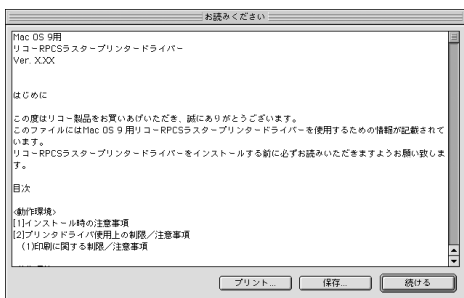 お読みください
Mac OS 9用
リコーRPCSラスタープリンタードライバー
Ver. X.XX
はじめに
この度はリコー製品をお買いあげいただき、誠にありがとうございます。
このファイルにはMac OS 9 用リコーRPCSラスタープリンタードライバーを使用するための情報が記載されて
います。
リコーRPCSラスタープリンタードライバーをインストールする前に必ずお読みいただきますようお願い致しま
す。
目次
<動作環境>
[1]インストール時の注意事項
[2]プリンタドライバ使用上の制限/注意事項
(1)印刷に関する制限/注意事項
プリント...
保存...
続ける